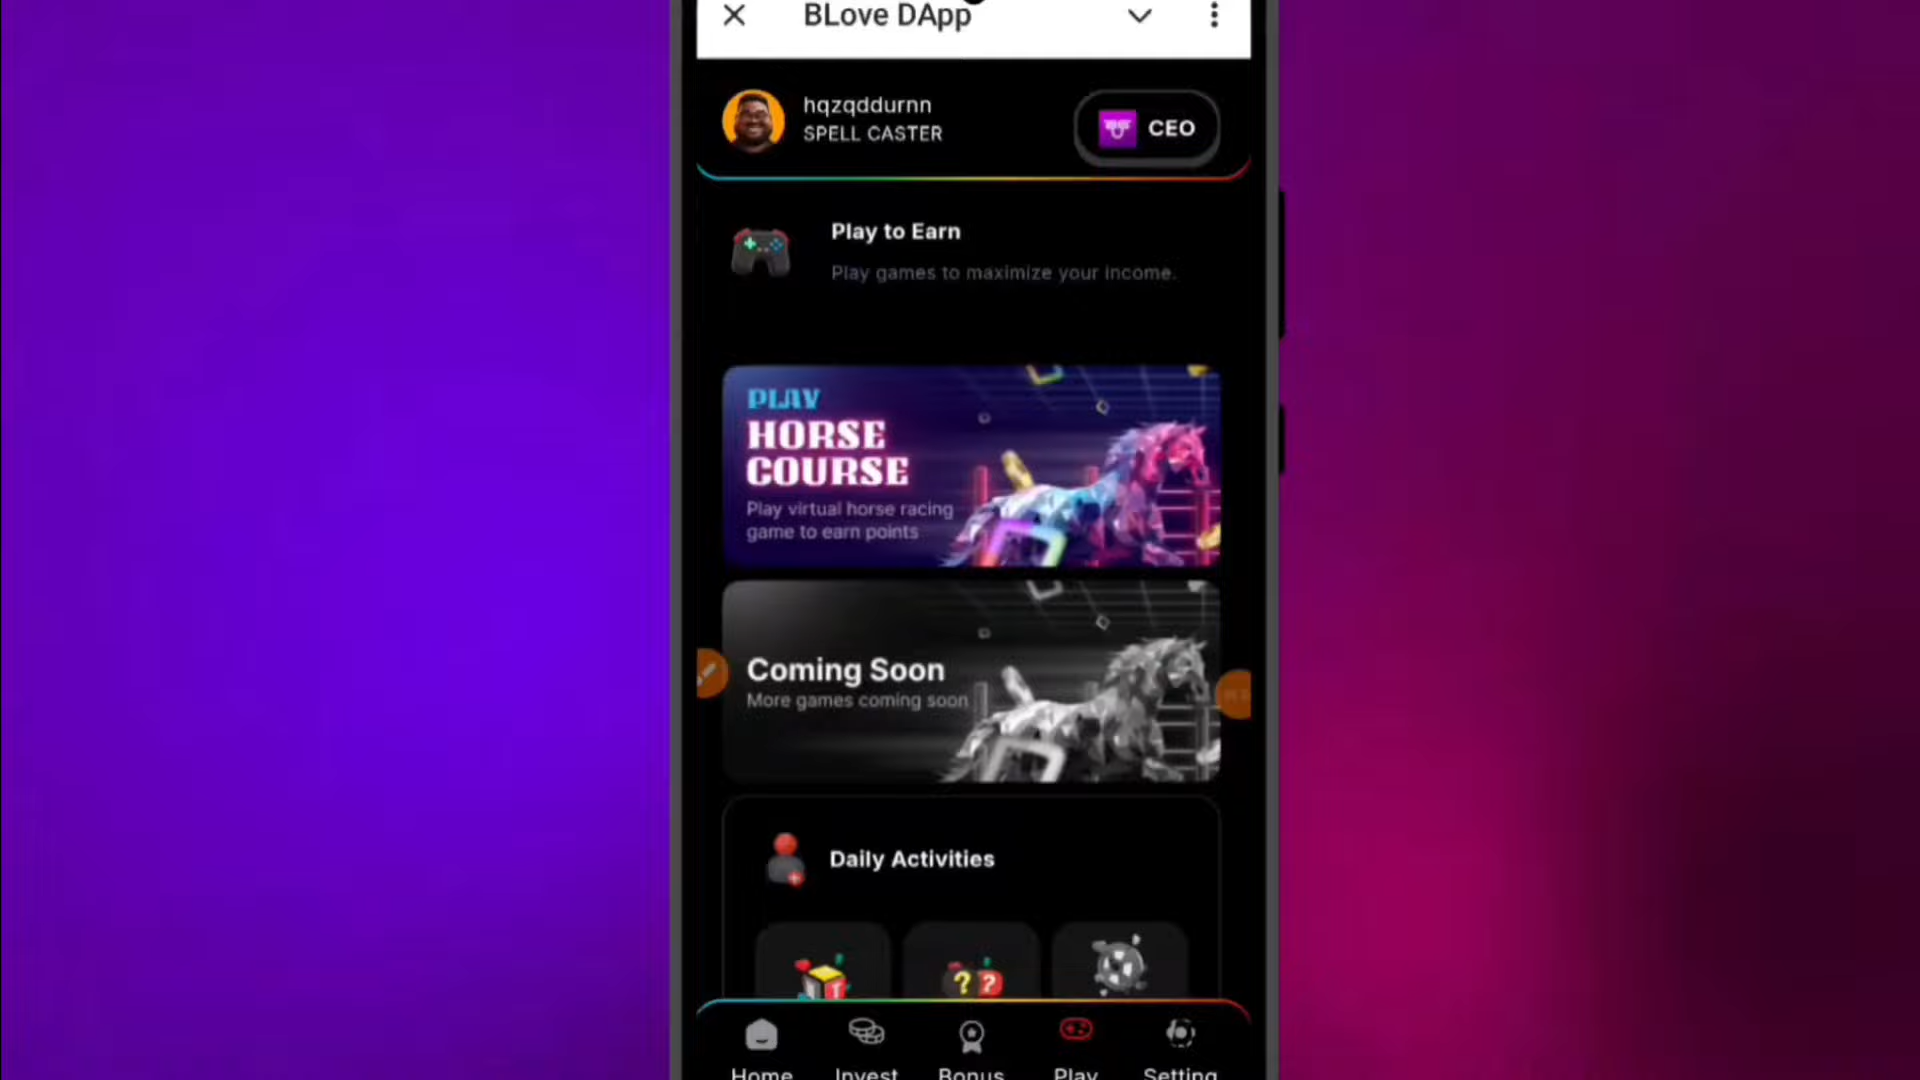 BLove DApp
hqzqddurnn
SPELL CASTER
CEO
Play to Earn
Play games to maximize your income.
PLAY
HORSE
COURSE
Play virtual horse racing
game to earn points
Coming Soon
More games coming soon
Daily Activities
? ?
Home Invest Bonus Play Setting